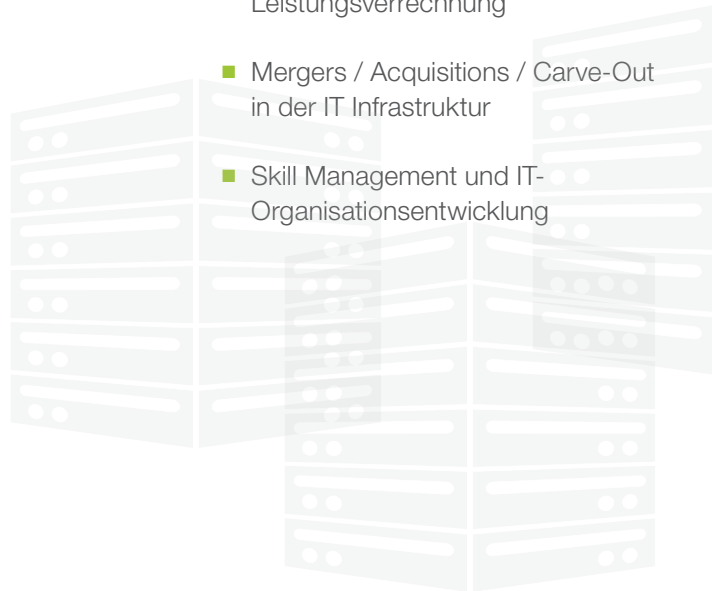 Leistungsverrechnung
■ Mergers / Acquisitions / Carve-Out
in der IT Infrastruktur
■ Skill Management und IT-
Organisationsentwicklung